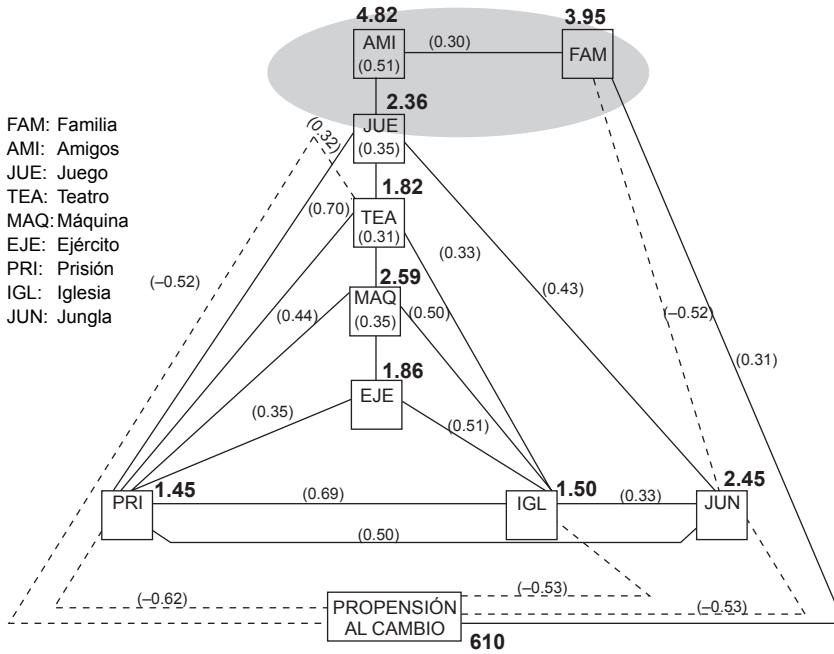 4.82
3.95
AMI
(0.51)
(0.30)
FAM
2.36
JUE
(0.35)
(0.32)
FAM: Familia
AMI: Amigos
JUE: Juego
TEA: Teatro
MAQ: Máquina
EJE: Ejército
PRI: Prisión
IGL: Iglesia
JUN: Jungla
1.82
(0.70)
TEA
(0.31)
(0.33)
(–0.52)
2.59
MAQ
(0.35)
(0.44)
(0.50)
(0.43)
(–0.52)
(0.31)
1.86
EJE
(0.35)
(0.51)
PRI
1.45
(0.69)
IGL
1.50
(0.33)
2.45
JUN
(0.50)
(–0.62)
(–0.53)
(–0.53)
PROPENSIÓN
AL CAMBIO
610